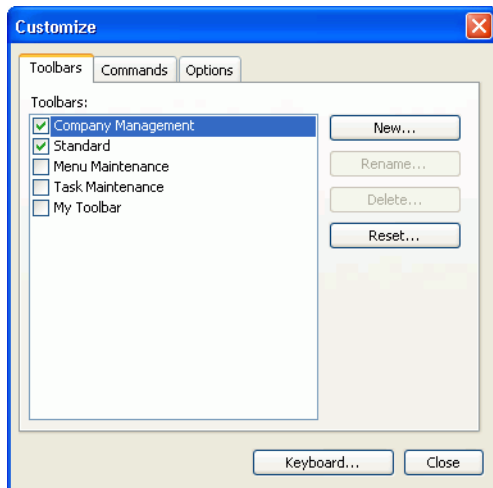 Customize
Toolbars Commands Options
Toolbars:
Company Management
Standard
Menu Maintenance
Task Maintenance
My Toolbar
New...
Rename...
Delete...
Reset...
Keyboard... Close